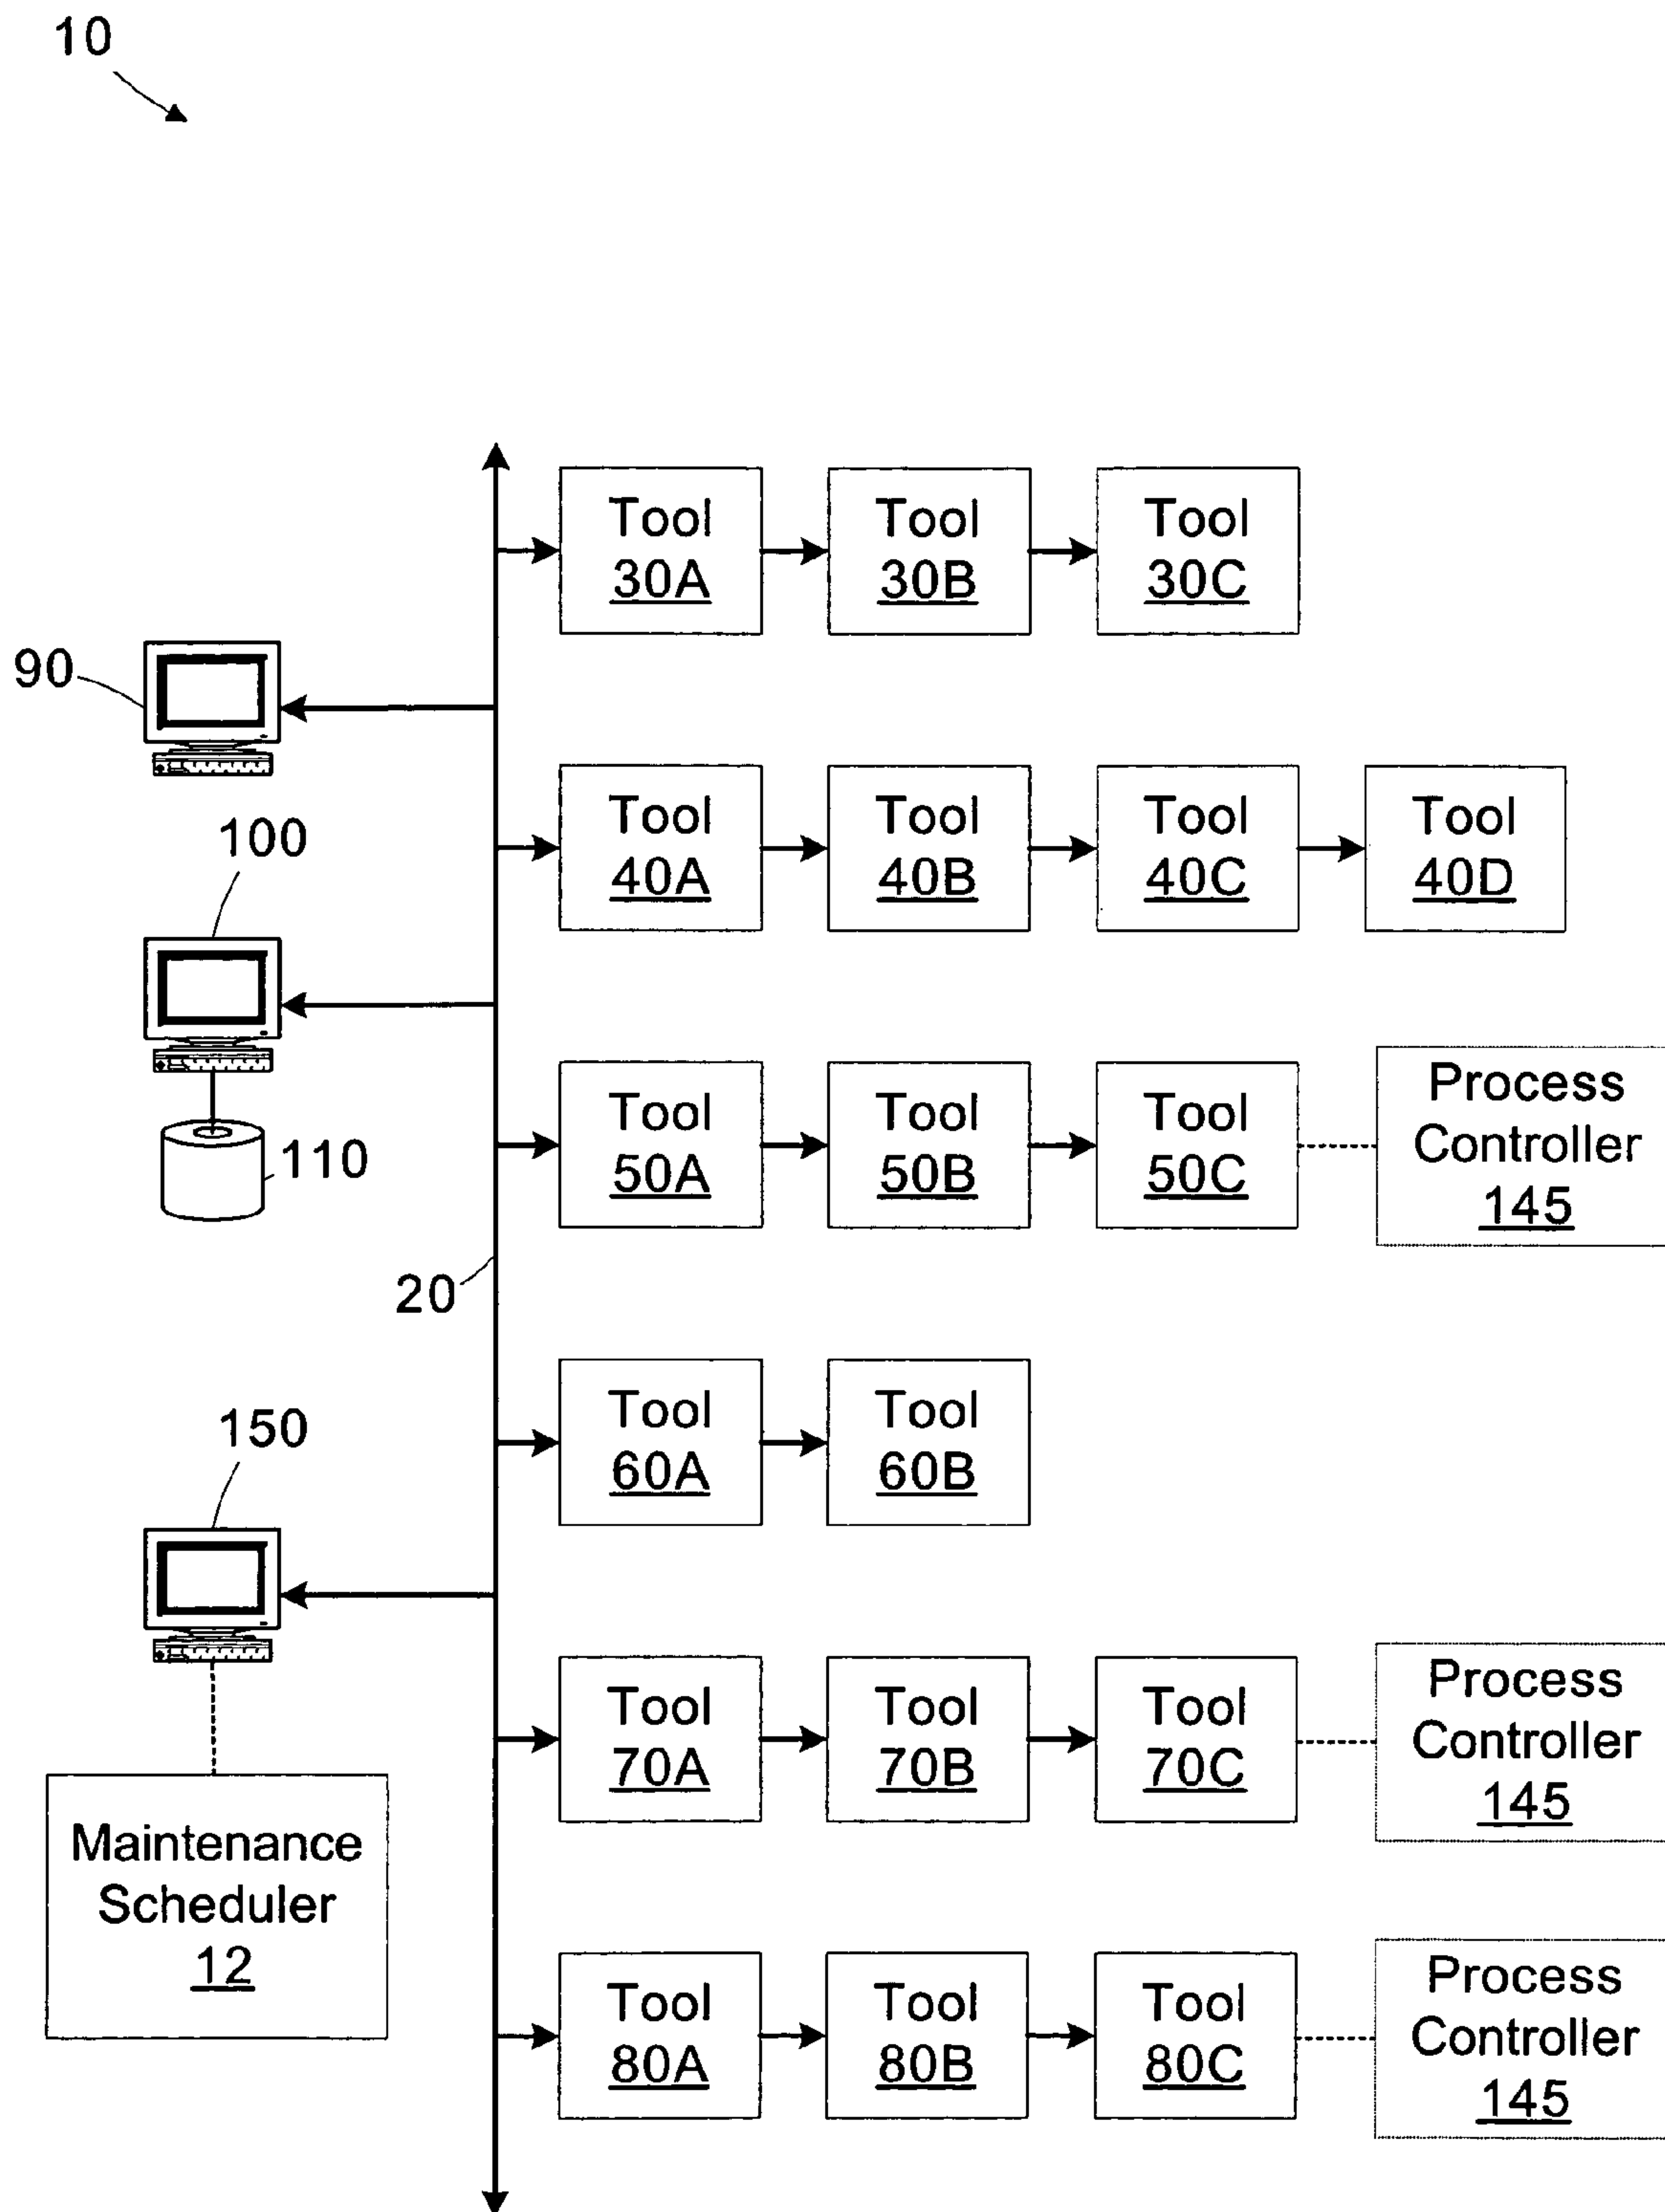 10
Tool
30A
Tool
30B
Tool
30C
90
Tool
40A
Tool
40B
Tool
40C
Tool
40D
100
Tool
50A
Tool
50B
Tool
50C
Process
Controller
145
110
20
Tool
60A
Tool
60B
150
Tool
70A
Tool
70B
Tool
70C
Process
Controller
145
Maintenance
Scheduler
12
Tool
80A
Tool
80B
Tool
80C
Process
Controller
145